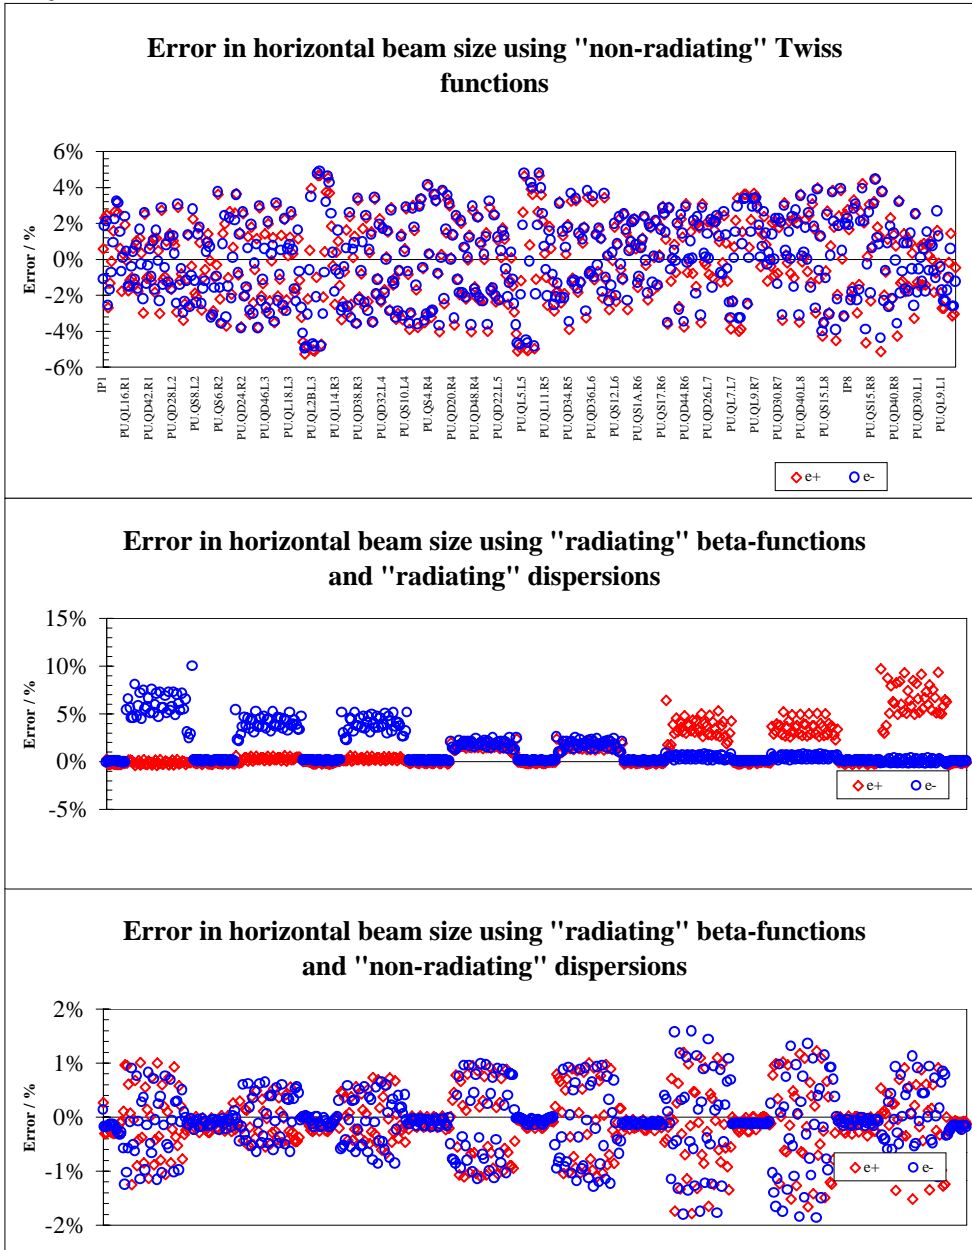 Error in horizontal beam size using "non-radiating" Twiss
functions
6%
4%
2%
0%
-2%
-4%
-6%
Error / %
IP1
PU.QL16.R1
PU.QD42.R1
PU.QD28.L2
PU.QS8.L2
PU.QS6.R2
PU.QD24.R2
PU.QD46.L3
PU.QL18.L3
PU.QL2B.L3
PU.QL14.R3
PU.QD38.R3
PU.QD32.L4
PU.QS10.L4
PU.QS4.R4
PU.QD20.R4
PU.QD48.R4
PU.QD22.L5
PU.QL5.L5
PU.QL11.R5
PU.QD34.R5
PU.QD36.L6
PU.QS12.L6
PU.QS1A.R6
PU.QS17.R6
PU.QD44.R6
PU.QD26.L7
PU.QL7.L7
PU.QL9.R7
PU.QD30.R7
PU.QD40.L8
PU.QS15.L8
IP8
PU.QS15.R8
PU.QD40.R8
PU.QD30.L1
PU.QL9.L1
e+ e-
Error in horizontal beam size using "radiating" beta-functions
and "radiating" dispersions
15%
10%
5%
0%
-5%
Error / %
e+ e-
Error in horizontal beam size using "radiating" beta-functions
and "non-radiating" dispersions
2%
1%
0%
-1%
-2%
Error / %
e+ e-